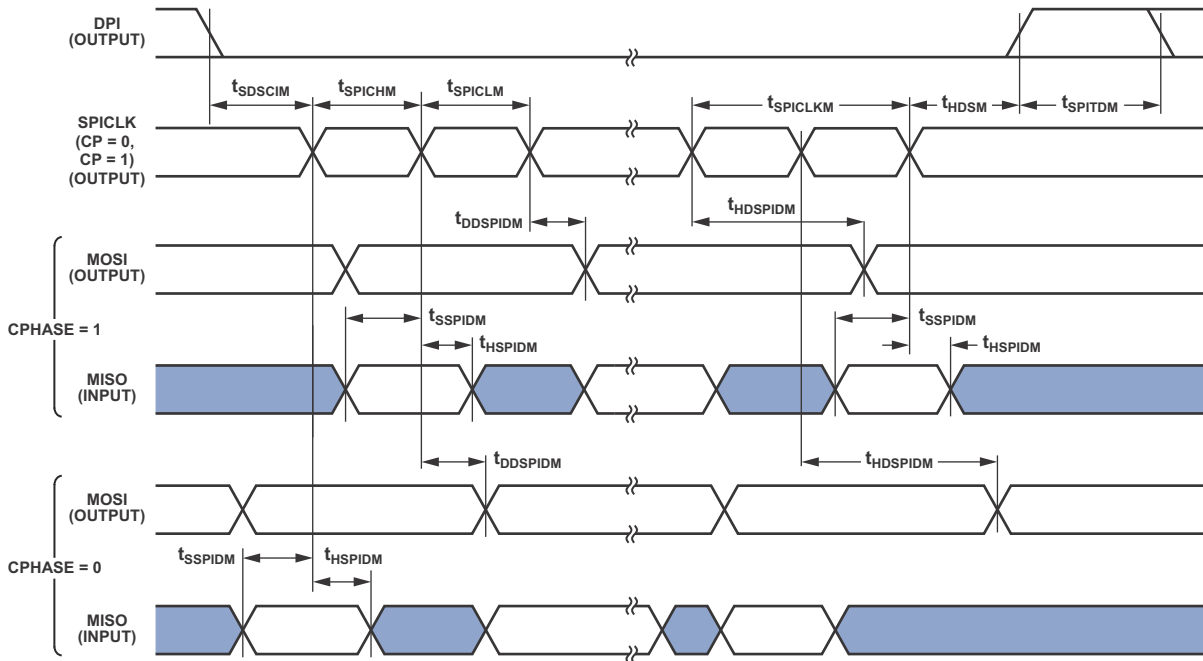 DPI
(OUTPUT)
tSDSCIM
tSPICHM
tSPICLM
tSPICLKM
tHDSM
tSPITDM
SPICLK
(CP = 0,
CP = 1)
(OUTPUT)
tDDSPIDM
tHDSPIDM
MOSI
(OUTPUT)
CPHASE = 1
tSSPIDM
tHSPIDM
tSSPIDM
tHSPIDM
MISO
(INPUT)
tDDSPIDM
tHDSPIDM
MOSI
(OUTPUT)
CPHASE = 0
tSSPIDM
tHSPIDM
MISO
(INPUT)